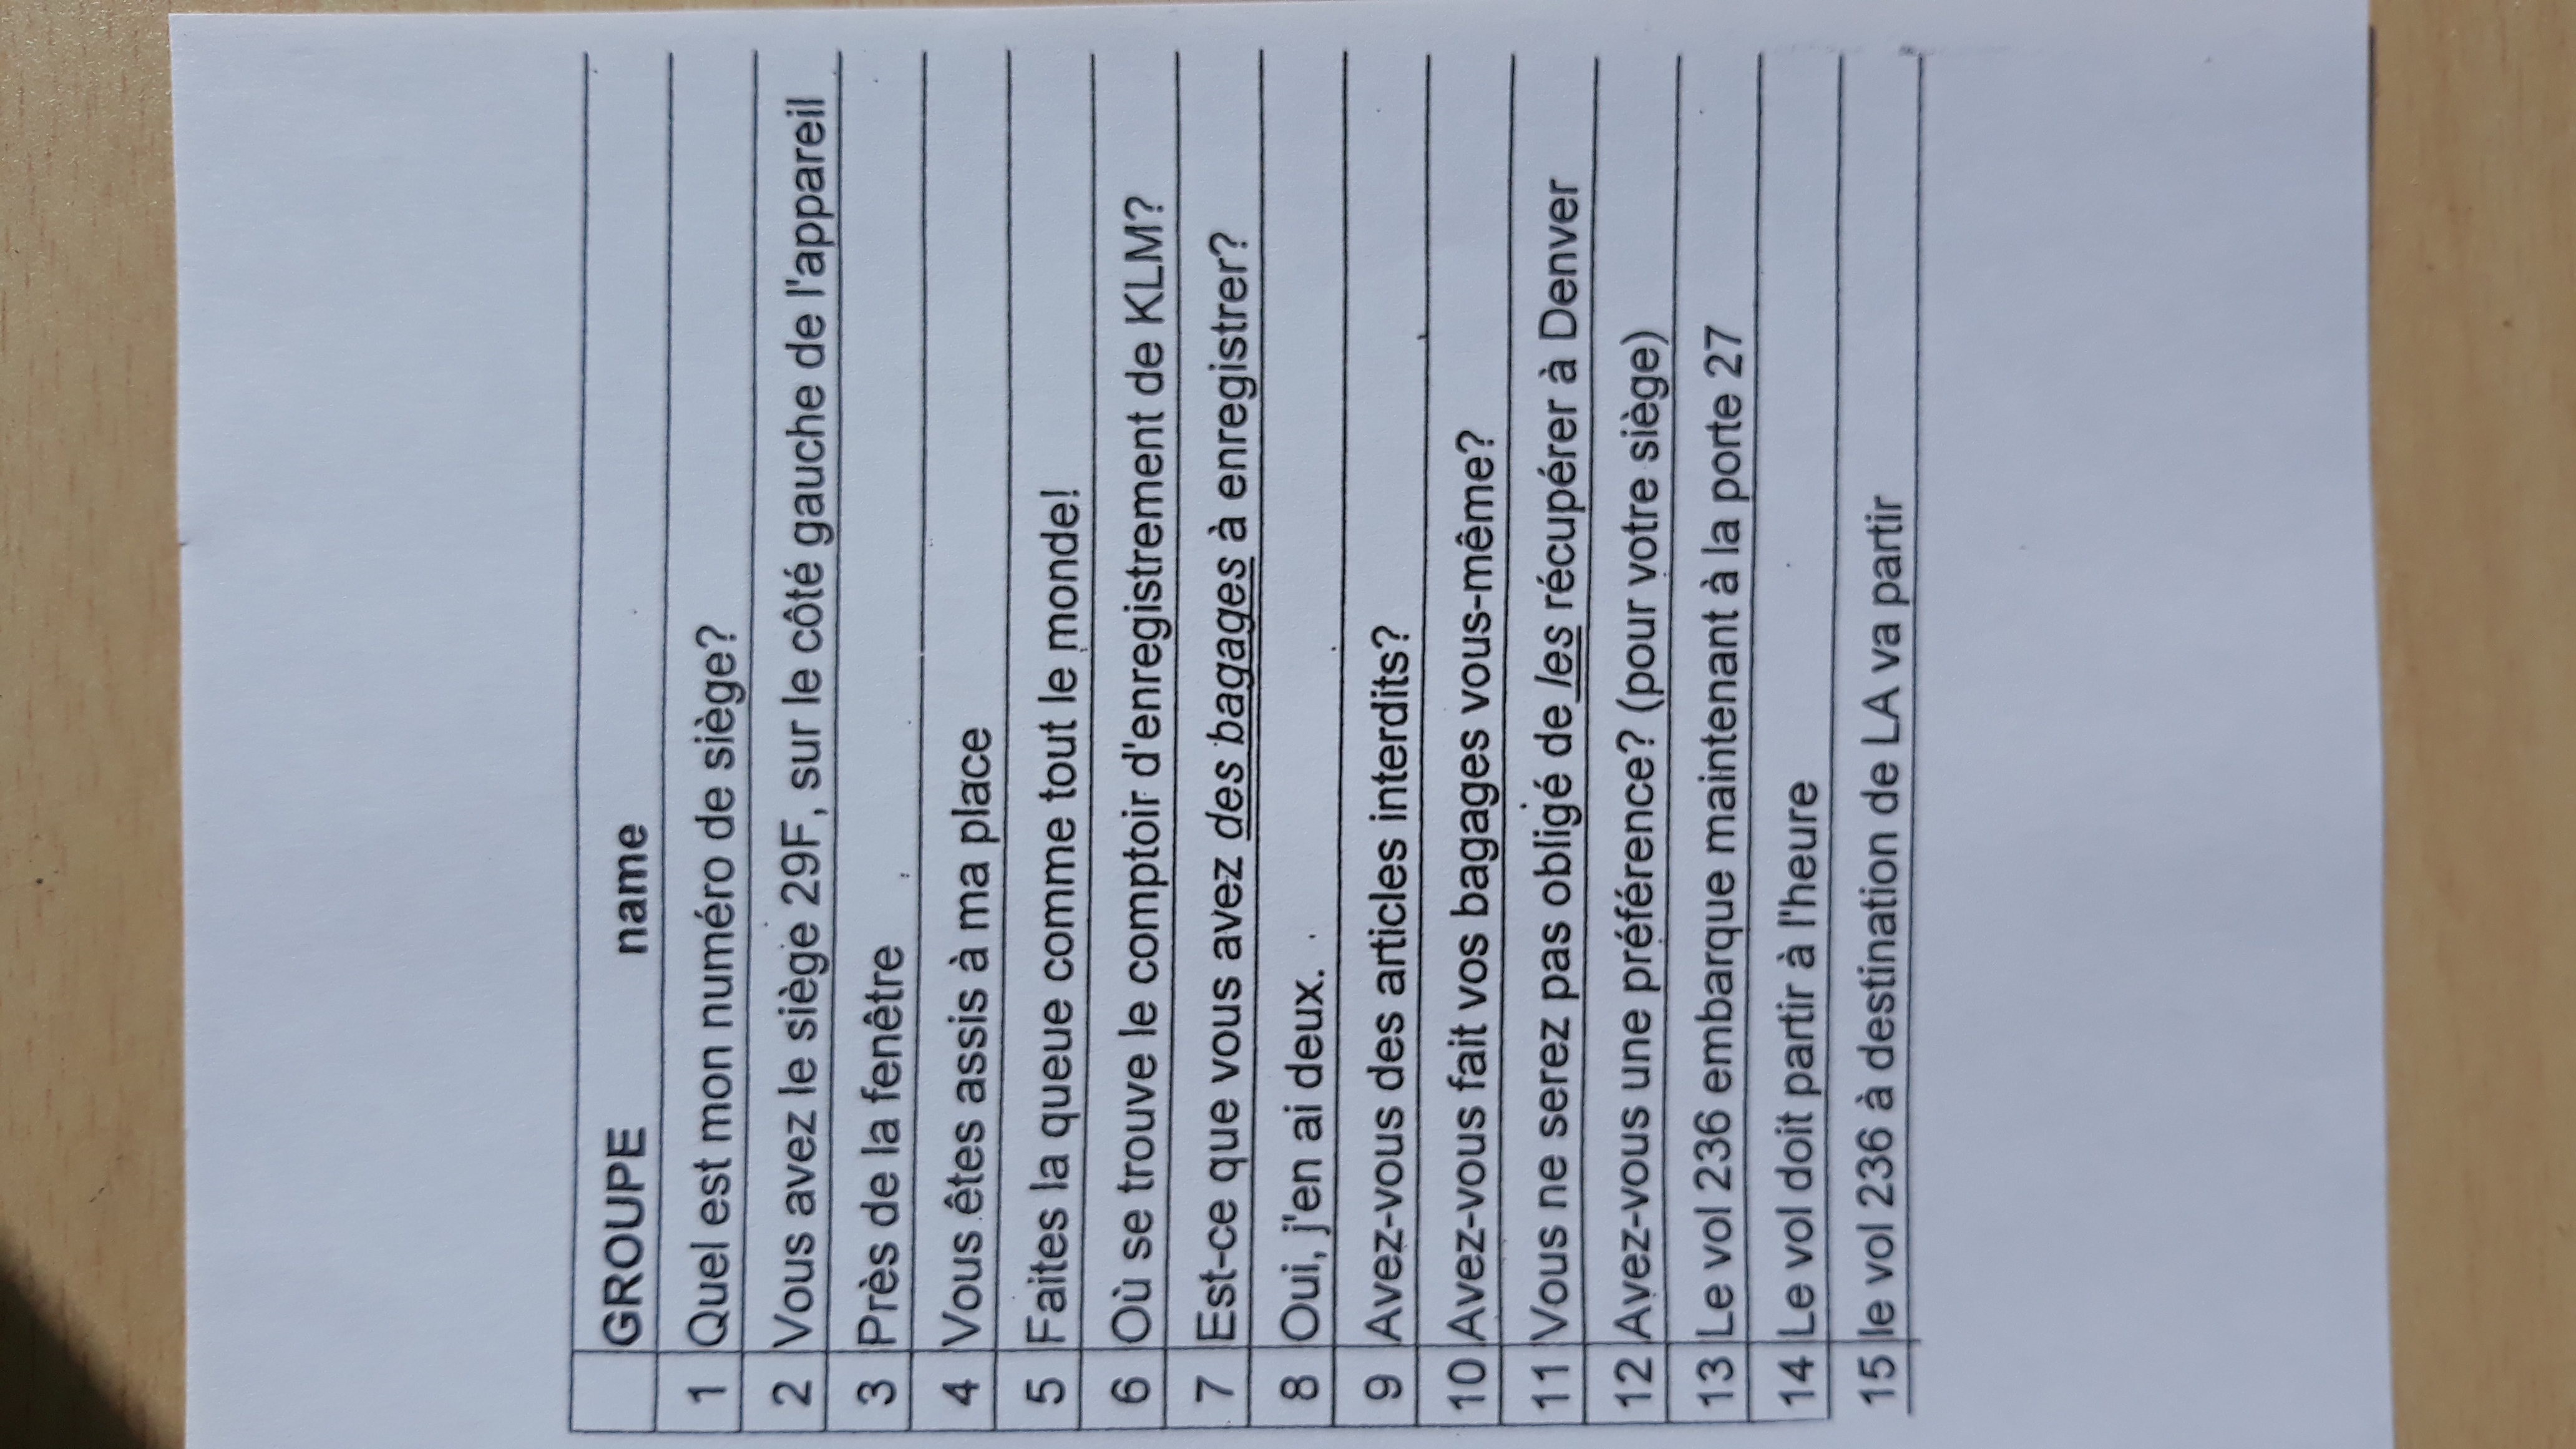 GROUPE name
1 Quel est mon numéro de siège?
2 Vous avez le siège 29F, sur le côté gauche de l'appareil
3 Près de la fenêtre
4 Vous êtes assis à ma place
5 Faites la queue comme tout le monde!
6 Où se trouve le comptoir d'enregistrement de KLM?
7 Est-ce que vous avez des bagages à enregistrer?
8 Oui, j'en ai deux.
9 Avez-vous des articles interdits?
10 Avez-vous fait vos bagages vous-même?
11 Vous ne serez pas obligé de les récupérer à Denver
12 Avez-vous une préférence? (pour votre siège)
13 Le vol 236 embarque maintenant à la porte 27
14 Le vol doit partir à l'heure
15 le vol 236 à destination de LA va partir